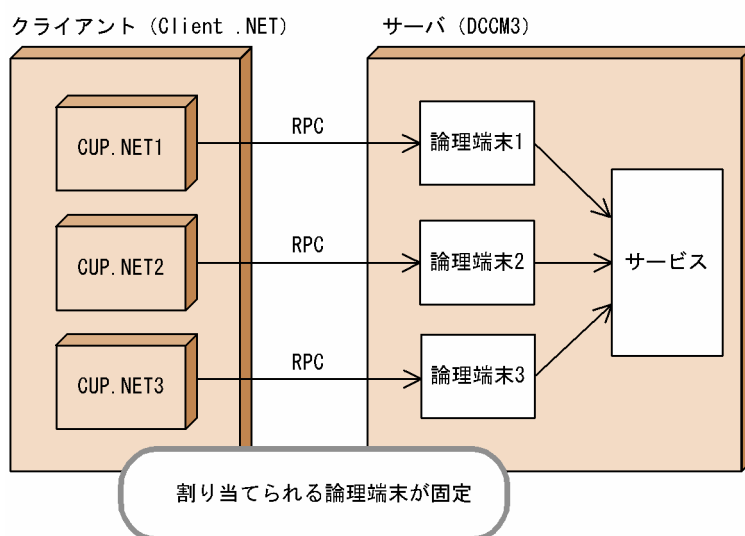 クライアント (Client .NET)
サーバ (DCCM3)
CUP.NET1
RPC
論理端末1
CUP.NET2
RPC
論理端末2
サービス
CUP.NET3
RPC
論理端末3
割り当てられる論理端末が固定